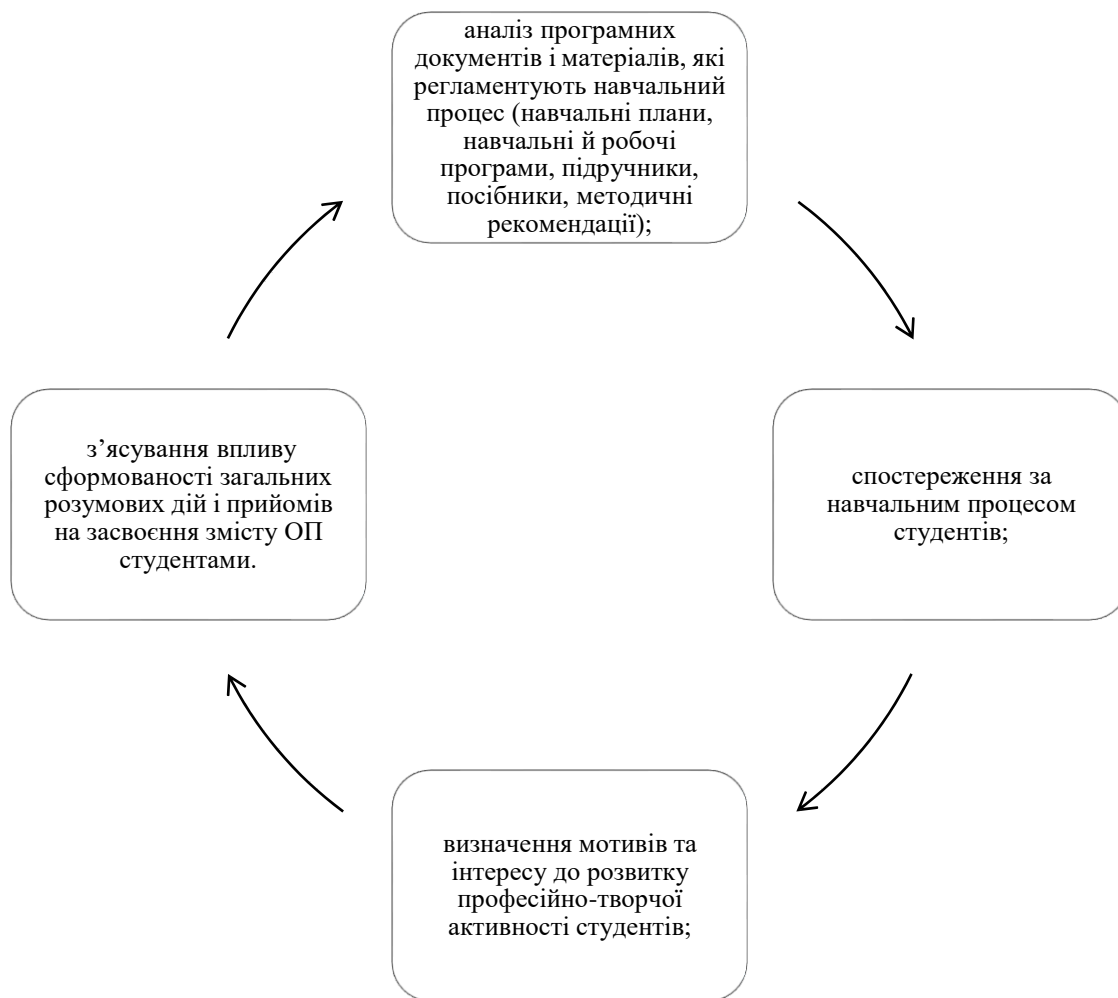 аналіз програмних
документів і матеріалів, які
регламентують навчальний
процес (навчальні плани,
навчальні й робочі
програми, підручники,
посібники, методичні
рекомендації);
спостереження за
навчальним процесом
студентів;
визначення мотивів та
інтересу до розвитку
професійно-творчої
активності студентів;
з’ясування впливу
сформованості загальних
розумових дій і прийомів
на засвоєння змісту ОП
студентами.